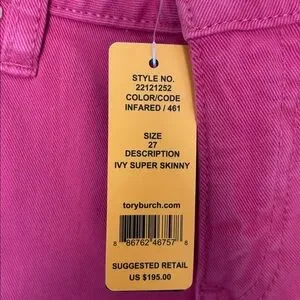 STYLE NO.
22121252
COLOR/CODE
INFARED / 461
SIZE
27
DESCRIPTION
IVY SUPER SKINNY
toryburch.com
8 86762 46757 8
SUGGESTED RETAIL
US $195.00